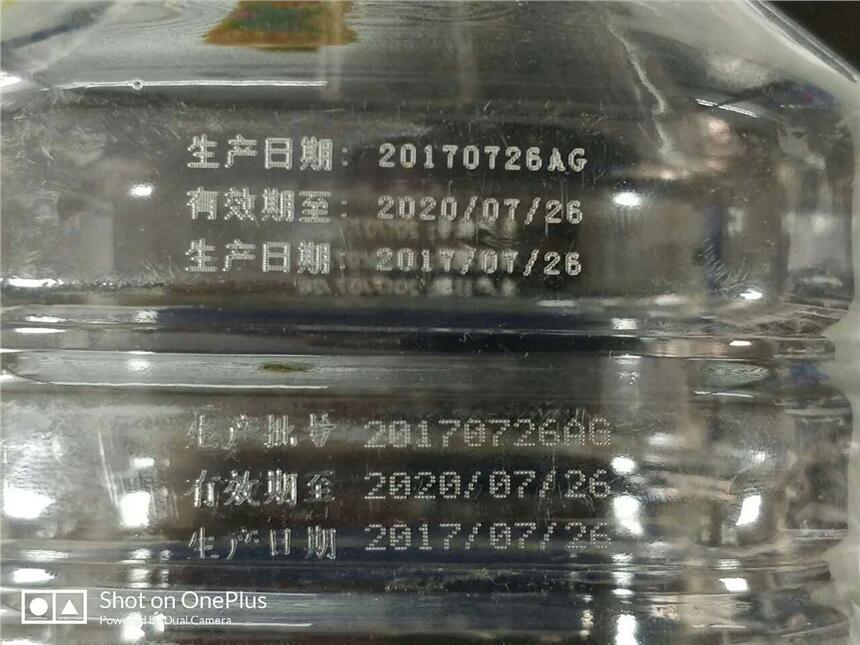 生产日期: 20170726AG
有效期至: 2020/07/26
生产日期: 2017/07/26
生产批号 20170726AG
有效期至 2020/07/26
生产日期 2017/07/26
Shot on OnePlus
Powered by Dual Camera